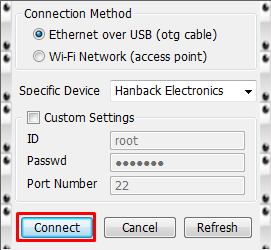 Connection Method
Ethernet over USB (otg cable)
Wi-Fi Network (access point)
Specific Device Hanback Electronics
Custom Settings
ID root
Passwd •••••••
Port Number 22
Connect Cancel Refresh